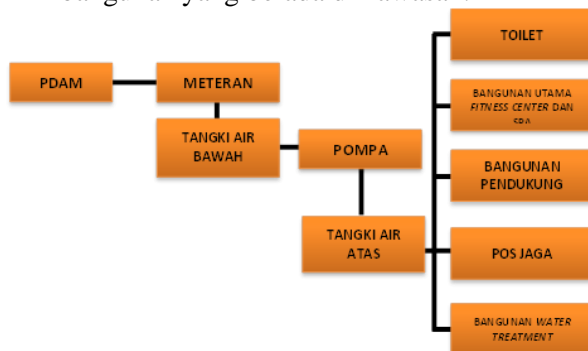 PDAM
METERAN
TANGKI AIR
BAWAH
POMPA
TANGKI AIR
ATAS
TOILET
BANGUNAN UTAMA
FITNESS CENTER DAN
SPA
BANGUNAN
PENDUKUNG
POS JAGA
BANGUNAN WATER
TREATMENT